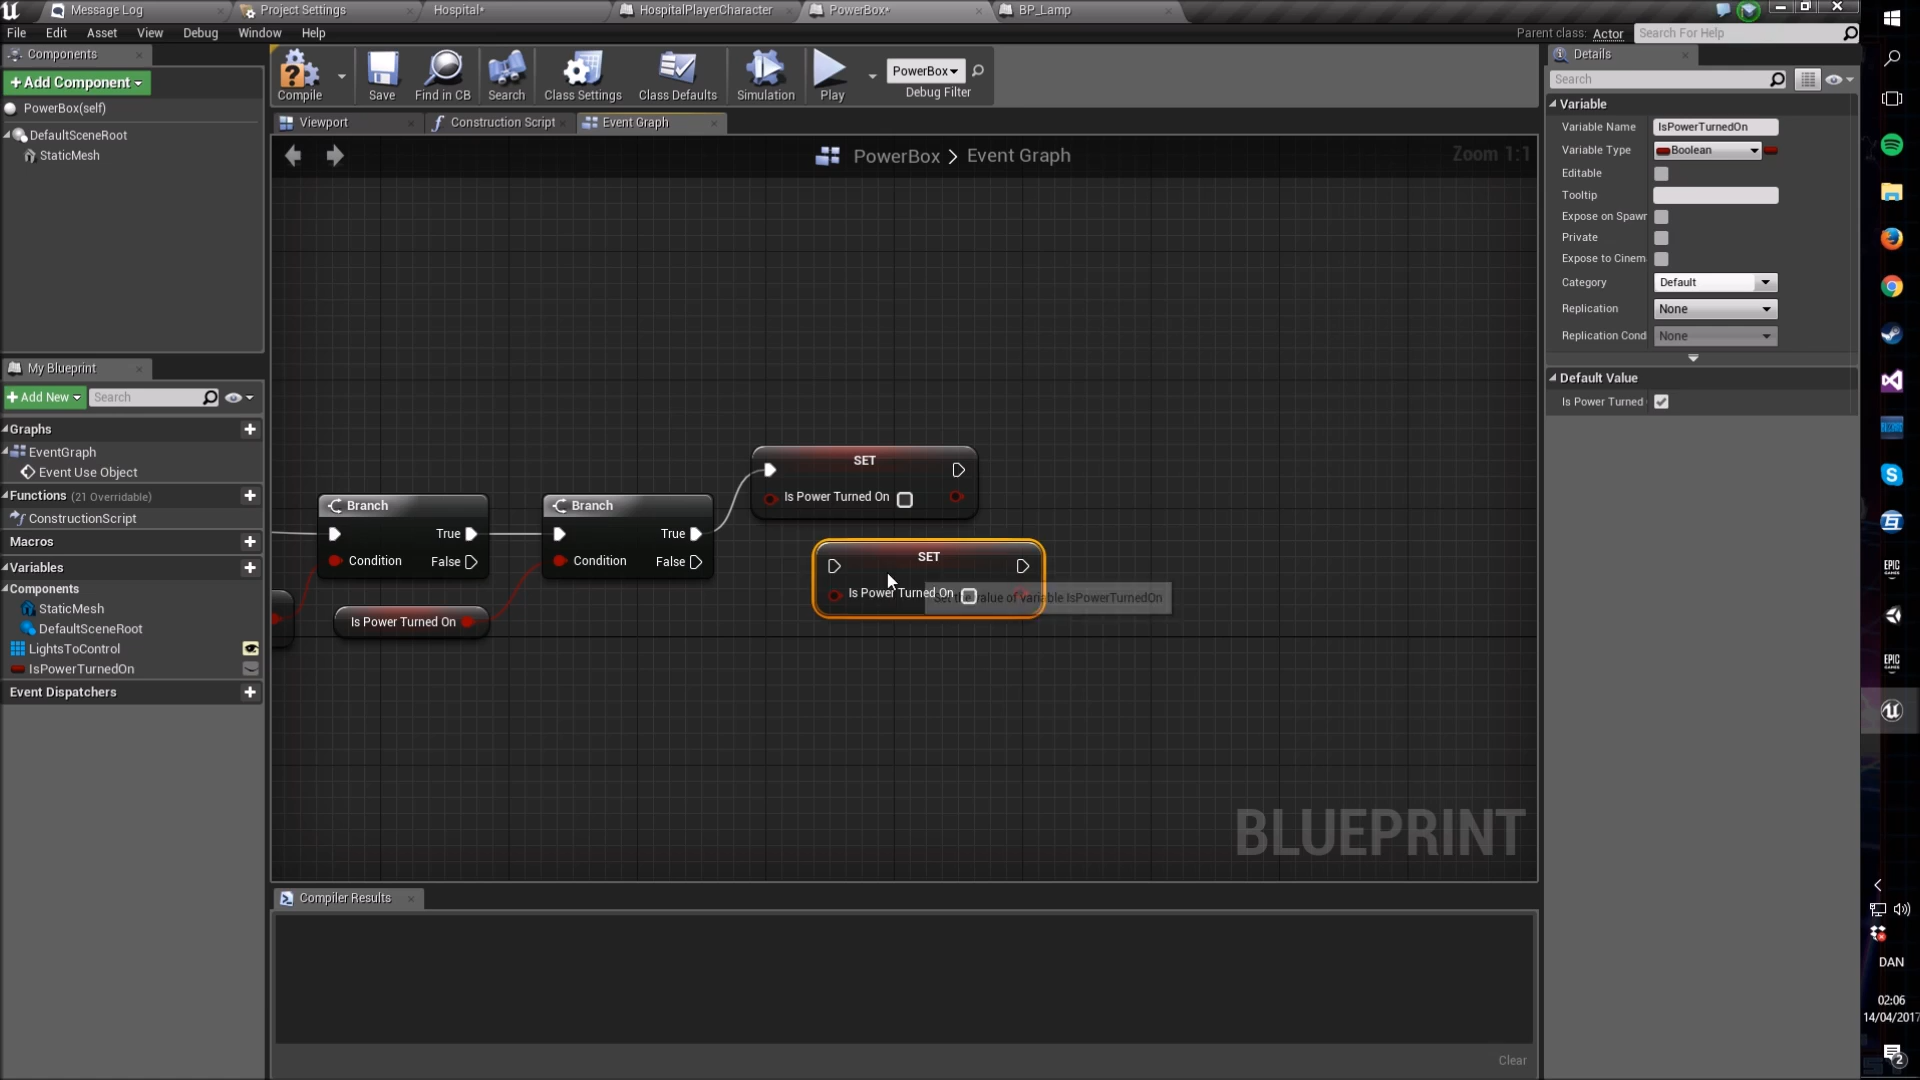 Message Log
Project Settings
Hospital*
HospitalPlayerCharacter
PowerBox*
BP_Lamp
File Edit Asset View Debug Window Help
Parent class: Actor
Search For Help
Components
+Add Component
PowerBox(self)
DefaultSceneRoot
StaticMesh
Compile
Save
Find in CB
Search
Class Settings
Class Defaults
Simulation
Play
PowerBox
Debug Filter
Viewport
Construction Script
Event Graph
PowerBox > Event Graph
Zoom 1:1
My Blueprint
+Add New
Search
Graphs
EventGraph
Event Use Object
Functions (21 Overridable)
ConstructionScript
Macros
Variables
Components
StaticMesh
DefaultSceneRoot
LightsToControl
IsPowerTurnedOn
Event Dispatchers
Branch
True
Condition
False
Branch
True
Condition
False
Is Power Turned On
SET
Is Power Turned On
SET
Is Power Turned On
Set the value of variable IsPowerTurnedOn
BLUEPRINT
Compiler Results
Clear
Details
Search
Variable
Variable Name IsPowerTurnedOn
Variable Type Boolean
Editable
Tooltip
Expose on Spawn
Private
Expose to Cinem
Category Default
Replication None
Replication Cond None
Default Value
Is Power Turned
DAN
02:06
14/04/2017
2